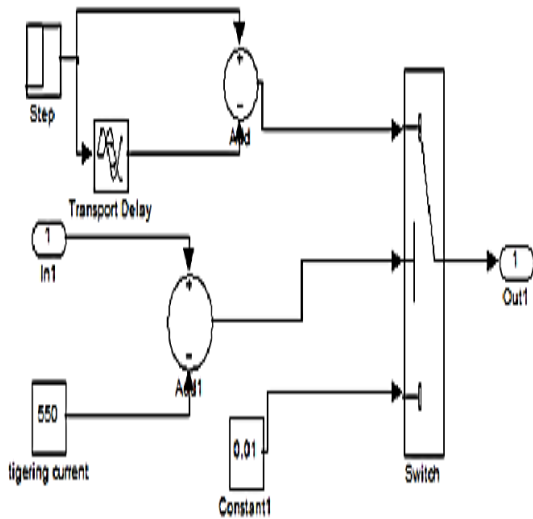 Step
+
−
Add
Transport Delay
1
In1
+
−
Add1
550
tigering current
0.01
Constant1
Switch
1
Out1